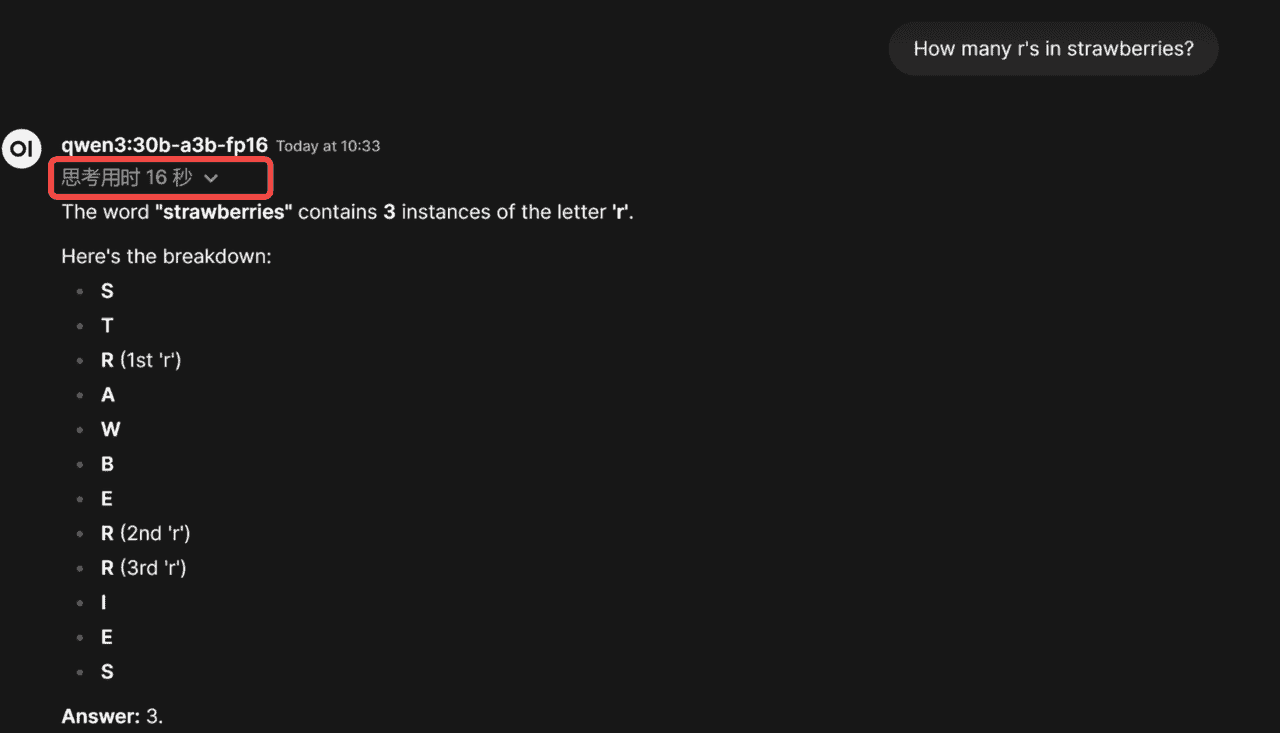 How many r's in strawberries?
OI
qwen3:30b-a3b-fp16 Today at 10:33
思考用时 16 秒
The word "strawberries" contains 3 instances of the letter 'r'.
Here's the breakdown:
• S
• T
• R (1st 'r')
• A
• W
• B
• E
• R (2nd 'r')
• R (3rd 'r')
• I
• E
• S
Answer: 3.